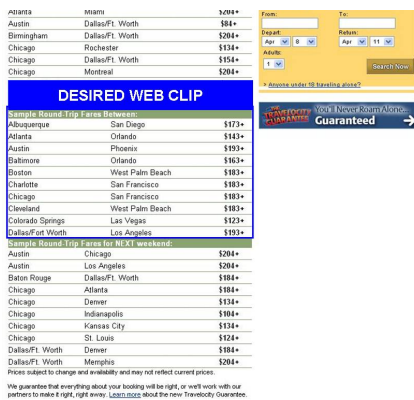 Atlanta Miami $204+
Austin Dallas/Ft. Worth $84+
Birmingham Dallas/Ft. Worth $204+
Chicago Rochester $134+
Chicago Dallas/Ft. Worth $154+
Chicago Montreal $204+
DESIRED WEB CLIP
Sample Round-Trip Fares Between:
Albuquerque San Diego $173+
Atlanta Orlando $143+
Austin Phoenix $193+
Baltimore Orlando $163+
Boston West Palm Beach $183+
Charlotte San Francisco $183+
Chicago San Francisco $183+
Cleveland West Palm Beach $183+
Colorado Springs Las Vegas $123+
Dallas/Fort Worth Los Angeles $193+
Sample Round-Trip Fares for NEXT weekend:
Austin Chicago $204+
Austin Los Angeles $204+
Baton Rouge Dallas/Ft. Worth $184+
Chicago Atlanta $184+
Chicago Denver $134+
Chicago Indianapolis $104+
Chicago Kansas City $134+
Chicago St. Louis $124+
Dallas/Ft. Worth Denver $184+
Dallas/Ft. Worth Memphis $204+
Prices subject to change and availability and may not reflect current prices.
We guarantee that everything about your booking will be right, or we'll work with our
partners to make it right, right away. Learn more about the new Travelocity Guarantee.
From: To:
Depart: Return:
Apr 8 Apr 11
Adults:
1
Search Now
> Anyone under 18 traveling alone?
THE TRAVELOCITY GUARANTEE
You'll Never Roam Alone...
Guaranteed